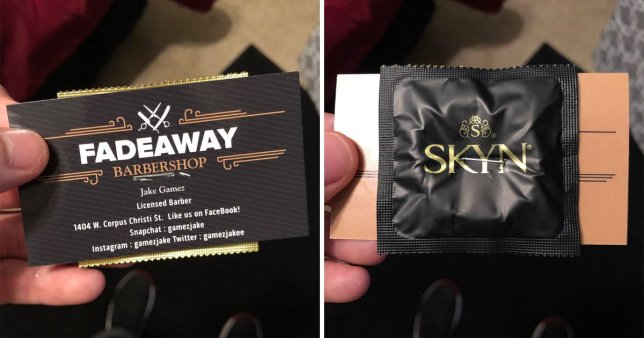 FADEAWAY
BARBERSHOP
Jake Gamez
Licensed Barber
1404 W. Corpus Christi St. Like us on FaceBook!
Snapchat : gamezjake
Instagram : gamezjake Twitter : gamezjakee
S
SKYN®